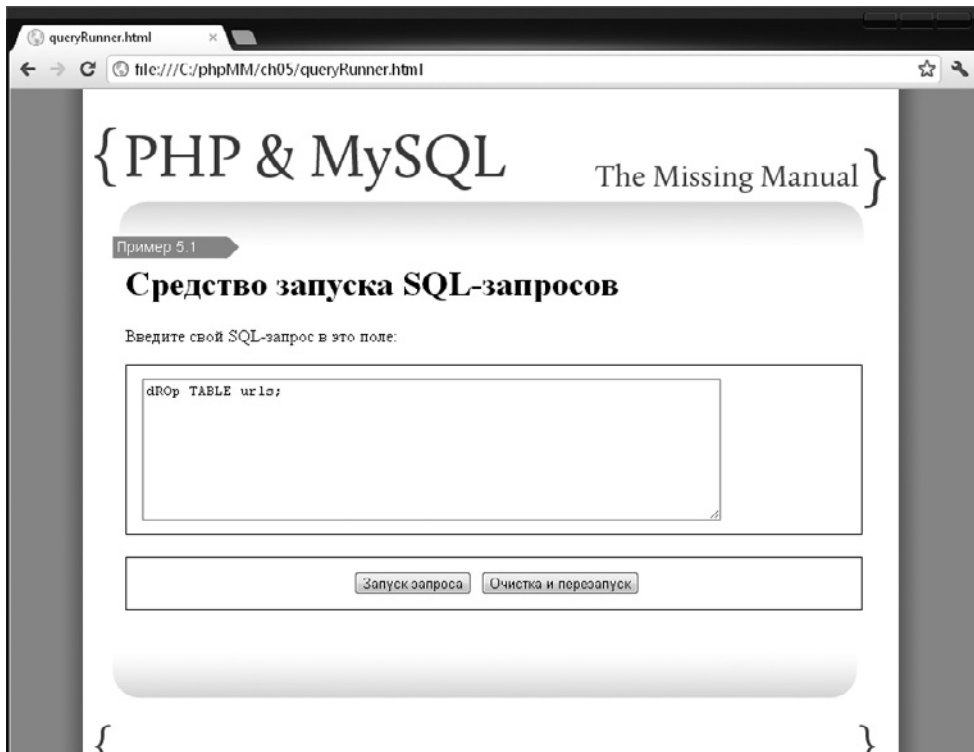 queryRunner.html
file:///C:/phpMM/ch05/queryRunner.html
{PHP & MySQL The Missing Manual}
Пример 5.1
Средство запуска SQL-запросов
Введите свой SQL-запрос в это поле:
dROp TABLE urls;
Запуск запроса Очистка и перезапуск
{ }